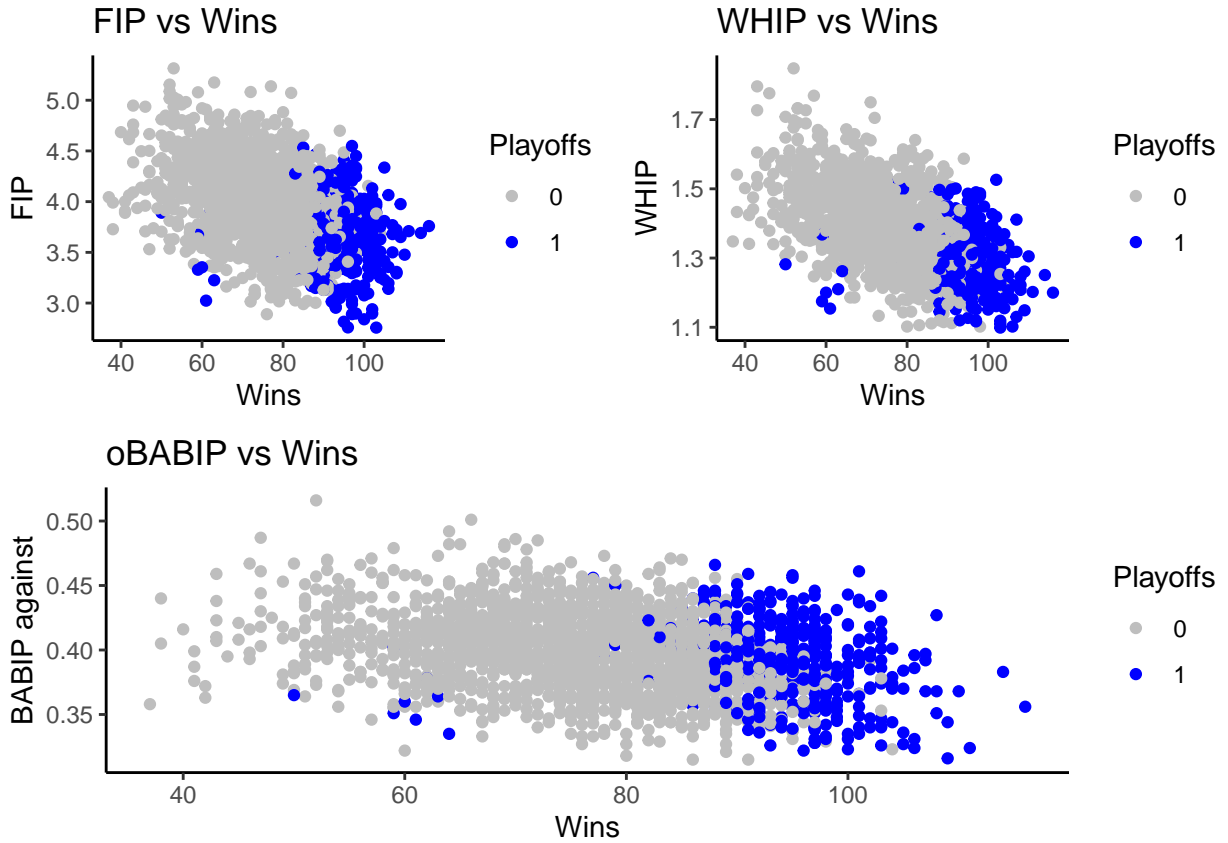 FIP vs Wins
5.0
4.5
4.0
3.5
3.0
FIP
40 60 80 100
Wins
Playoffs
0
1
WHIP vs Wins
1.7
1.5
1.3
1.1
WHIP
40 60 80 100
Wins
Playoffs
0
1
oBABIP vs Wins
0.50
0.45
0.40
0.35
BABIP against
40 60 80 100
Wins
Playoffs
0
1